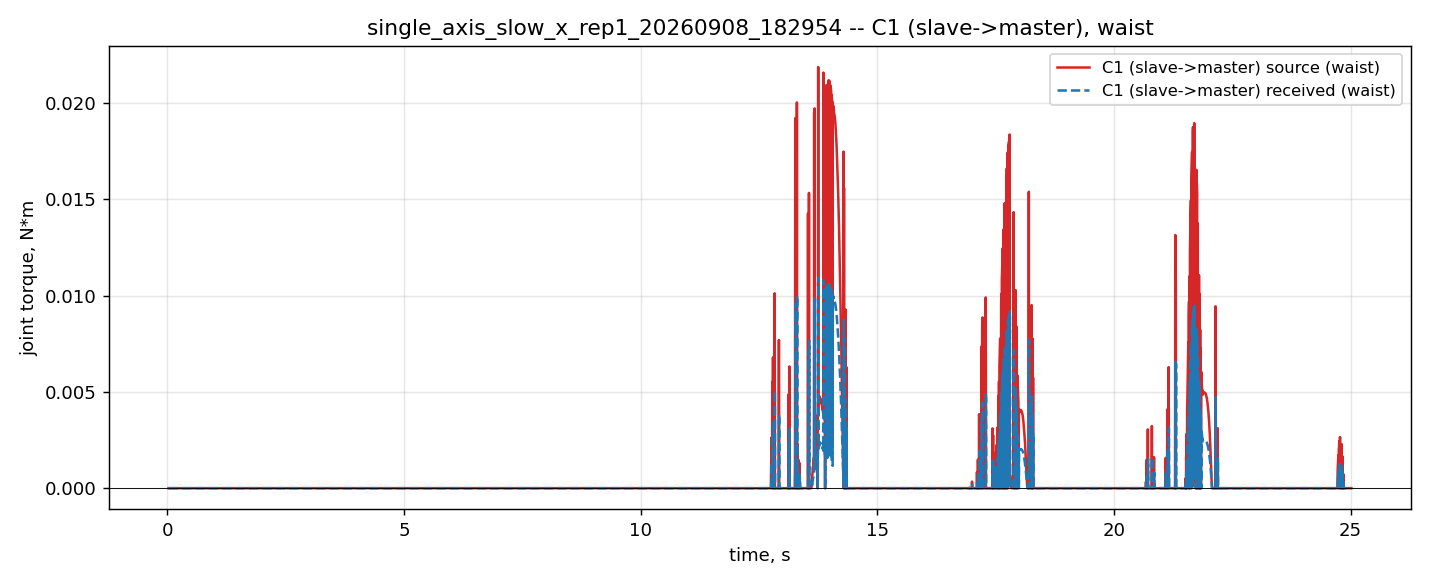 single_axis_slow_x_rep1_20260908_182954 -- C1 (slave->master), waist
C1 (slave->master) source (waist)
C1 (slave->master) received (waist)
joint torque, N*m
0.020
0.015
0.010
0.005
0.000
0
5
10
15
20
25
time, s